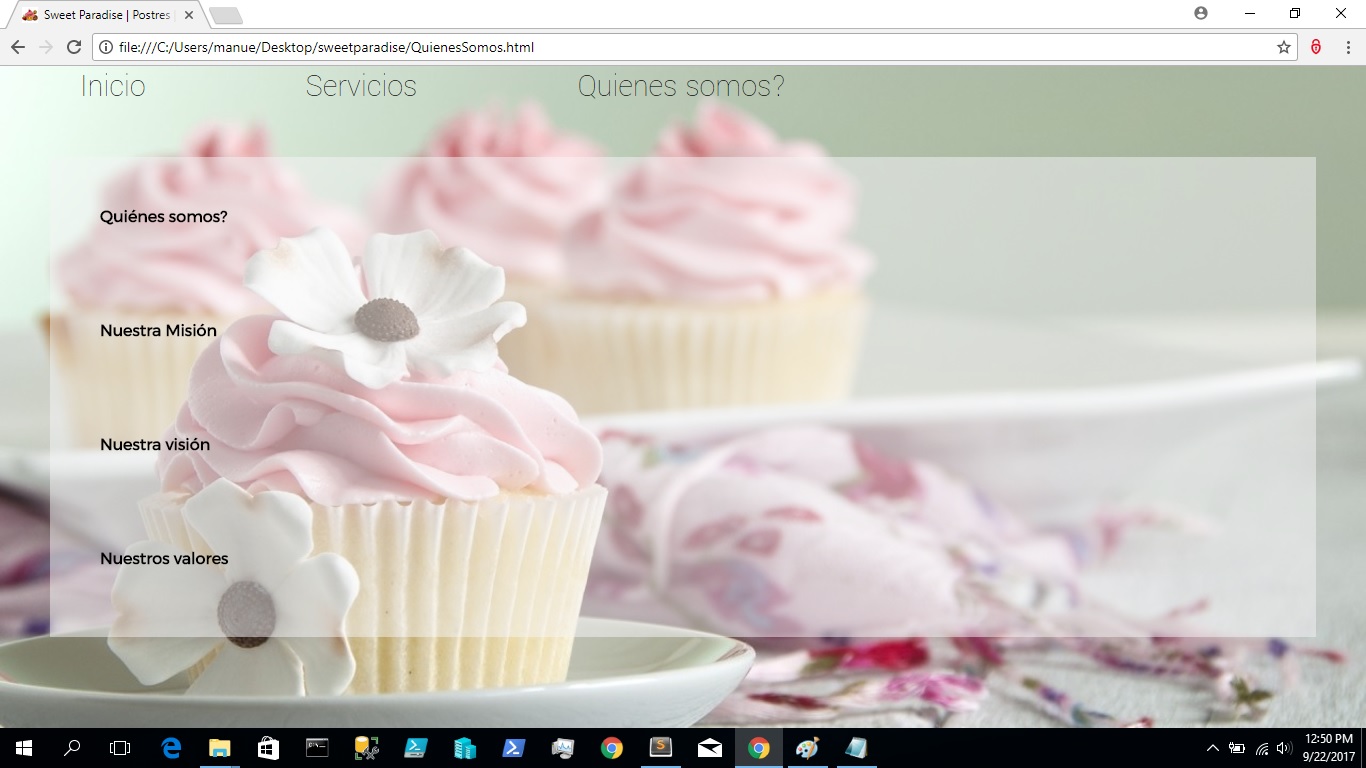 Sweet Paradise | Postres
file:///C:/Users/manue/Desktop/sweetparadise/QuienesSomos.html
Inicio Servicios Quienes somos?
Quiénes somos?
Nuestra Misión
Nuestra visión
Nuestros valores
12:50 PM
9/22/2017